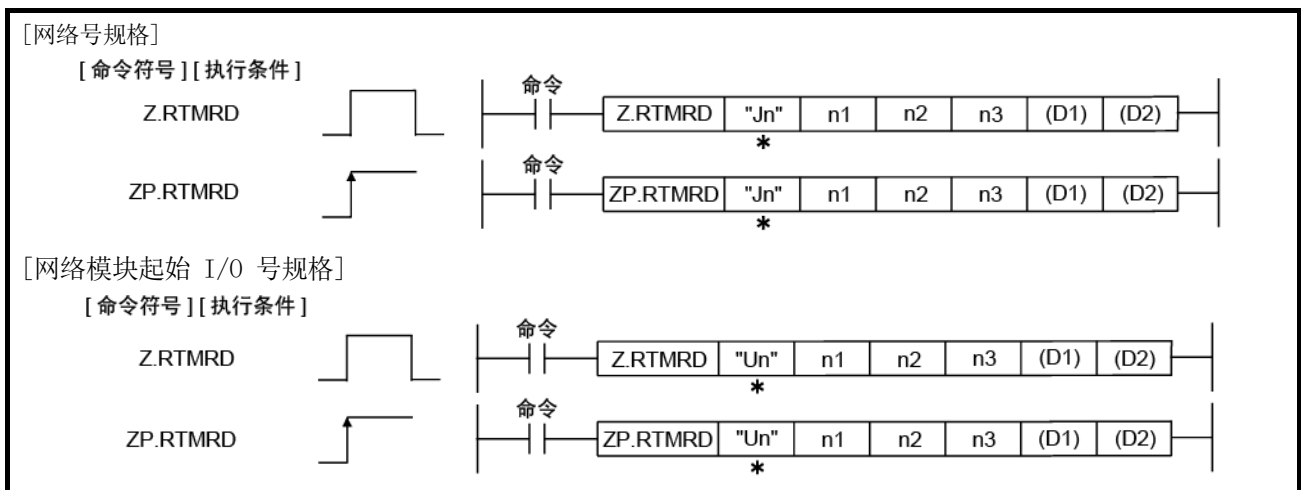 [网络号规格]
[命令符号][执行条件]
命令
Z.RTMRD Z.RTMRD "Jn" n1 n2 n3 (D1) (D2)
*
命令
ZP.RTMRD ZP.RTMRD "Jn" n1 n2 n3 (D1) (D2)
*
[网络模块起始 I/O 号规格]
[命令符号][执行条件]
命令
Z.RTMRD Z.RTMRD "Un" n1 n2 n3 (D1) (D2)
*
命令
ZP.RTMRD ZP.RTMRD "Un" n1 n2 n3 (D1) (D2)
*